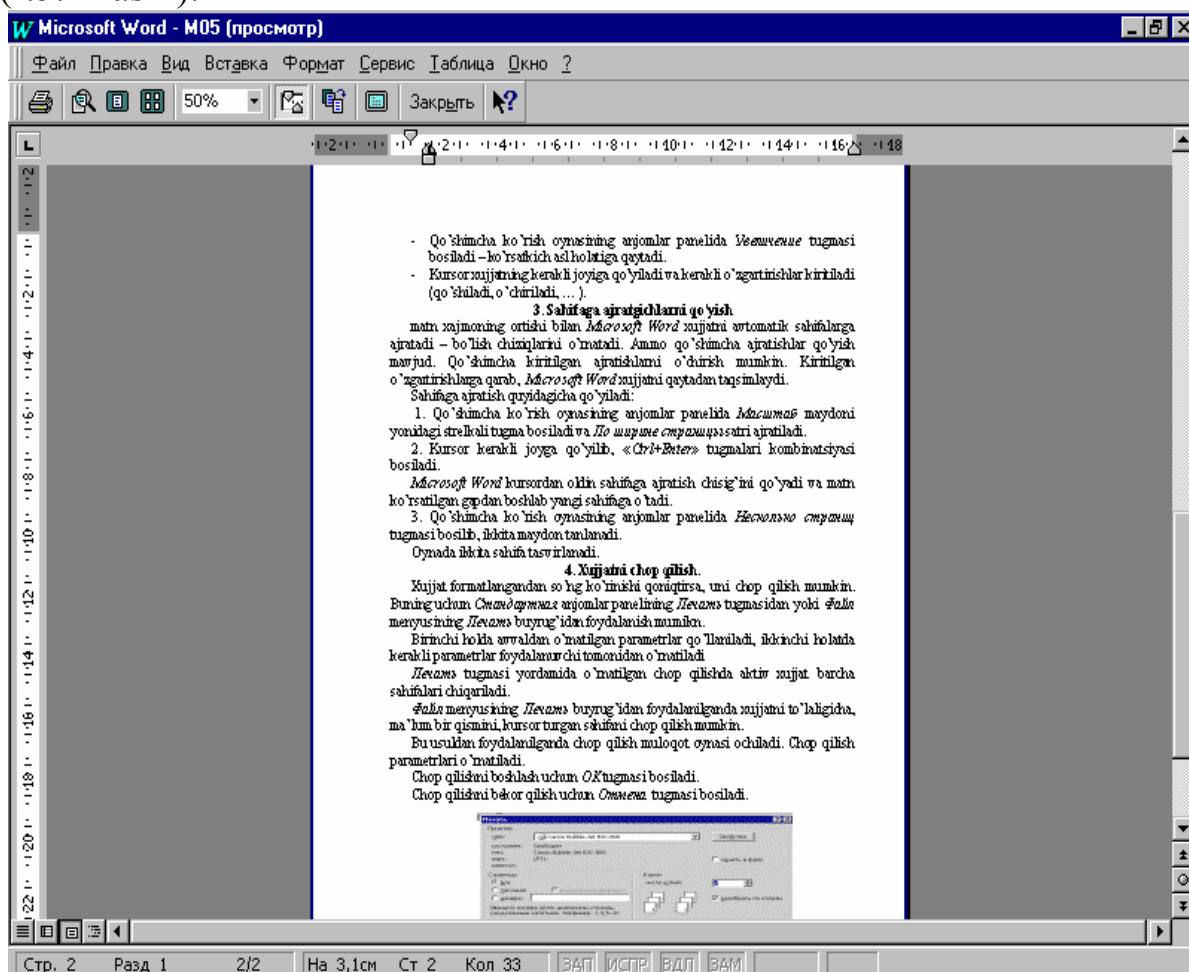 Microsoft Word - M05 (просмотр)
Файл Правка Вид Вставка Формат Сервис Таблица Окно ?
50% Закрыть
- Qo`shimcha ko`rish oynasining anjomlar panelida Увеличение tugmasi
bosiladi – ko`rsatkich asl holatiga qaytadi.
- Kursor xujjatning kerakli joyiga qo`yiladi va kerakli o`zgartirishlar kiritiladi
(qo`shiladi, o`chiriladi, ... ).
3. Sahifaga ajratgichlarni qo`yish
matn xajmoning ortishi bilan Microsoft Word xujjatni avtomatik sahifalarga
ajratadi – bo`lish chiziqlarini o`rnatadi. Ammo qo`shimcha ajratishlar qo`yish
mavjud. Qo`shimcha kiritilgan ajratishlarni o`chirish mumkin. Kiritilgan
o`zgartirishlarga qarab, Microsoft Word xujjatni qaytadan taqsimlaydi.
Sahifaga ajratish quyidagicha qo`yiladi:
1. Qo`shimcha ko`rish oynasining anjomlar panelida Масштаб maydoni
yonidagi strelkali tugma bosiladi va По ширине страницы satri ajratiladi.
2. Kursor kerakli joyga qo`yilib, «Ctrl+Enter» tugmalari kombinatsiyasi
bosiladi.
Microsoft Word kursordan oldin sahifaga ajratish chisig`ini qo`yadi va matn
ko`rsatilgan gapdan boshlab yangi sahifaga o`tadi.
3. Qo`shimcha ko`rish oynasining anjomlar panelida Несколько страниц
tugmasi bosilib, ikkita maydon tanlanadi.
Oynada ikkita sahifa tasvirlanadi.
4. Xujjatni chop qilish.
Xujjat formatlangandan so`ng ko`rinishi qoniqtirsa, uni chop qilish mumkin.
Buning uchun Стандартная anjomlar panelining Печать tugmasidan yoki Файл
menyusining Печать buyrug`idan foydalanish mumikn.
Birinchi holda avvaldan o`rnatilgan parametrlar qo`llaniladi, ikkinchi holatda
kerakli parametrlar foydalanuvchi tomonidan o`rnatiladi
Печать tugmasi yordamida o`rnatilgan chop qilishda aktiv xujjat barcha
sahifalari chiqariladi.
Файл menyusining Печать buyrug`idan foydalanilganda xujjatni to`laligicha,
ma`lum bir qismini, kursor turgan sahifani chop qilish mumkin.
Bu usuldan foydalanilganda chop qilish muloqot oynasi ochiladi. Chop qilish
parametrlari o`rnatiladi.
Chop qilishni boshlash uchun OK tugmasi bosiladi.
Chop qilishni bekor qilish uchun Отмена tugmasi bosiladi.
Стр. 2 Разд 1 2/2 На 3,1см Ст 2 Кол 33 ЗАП ИСПР ВДЛ ЗАМ